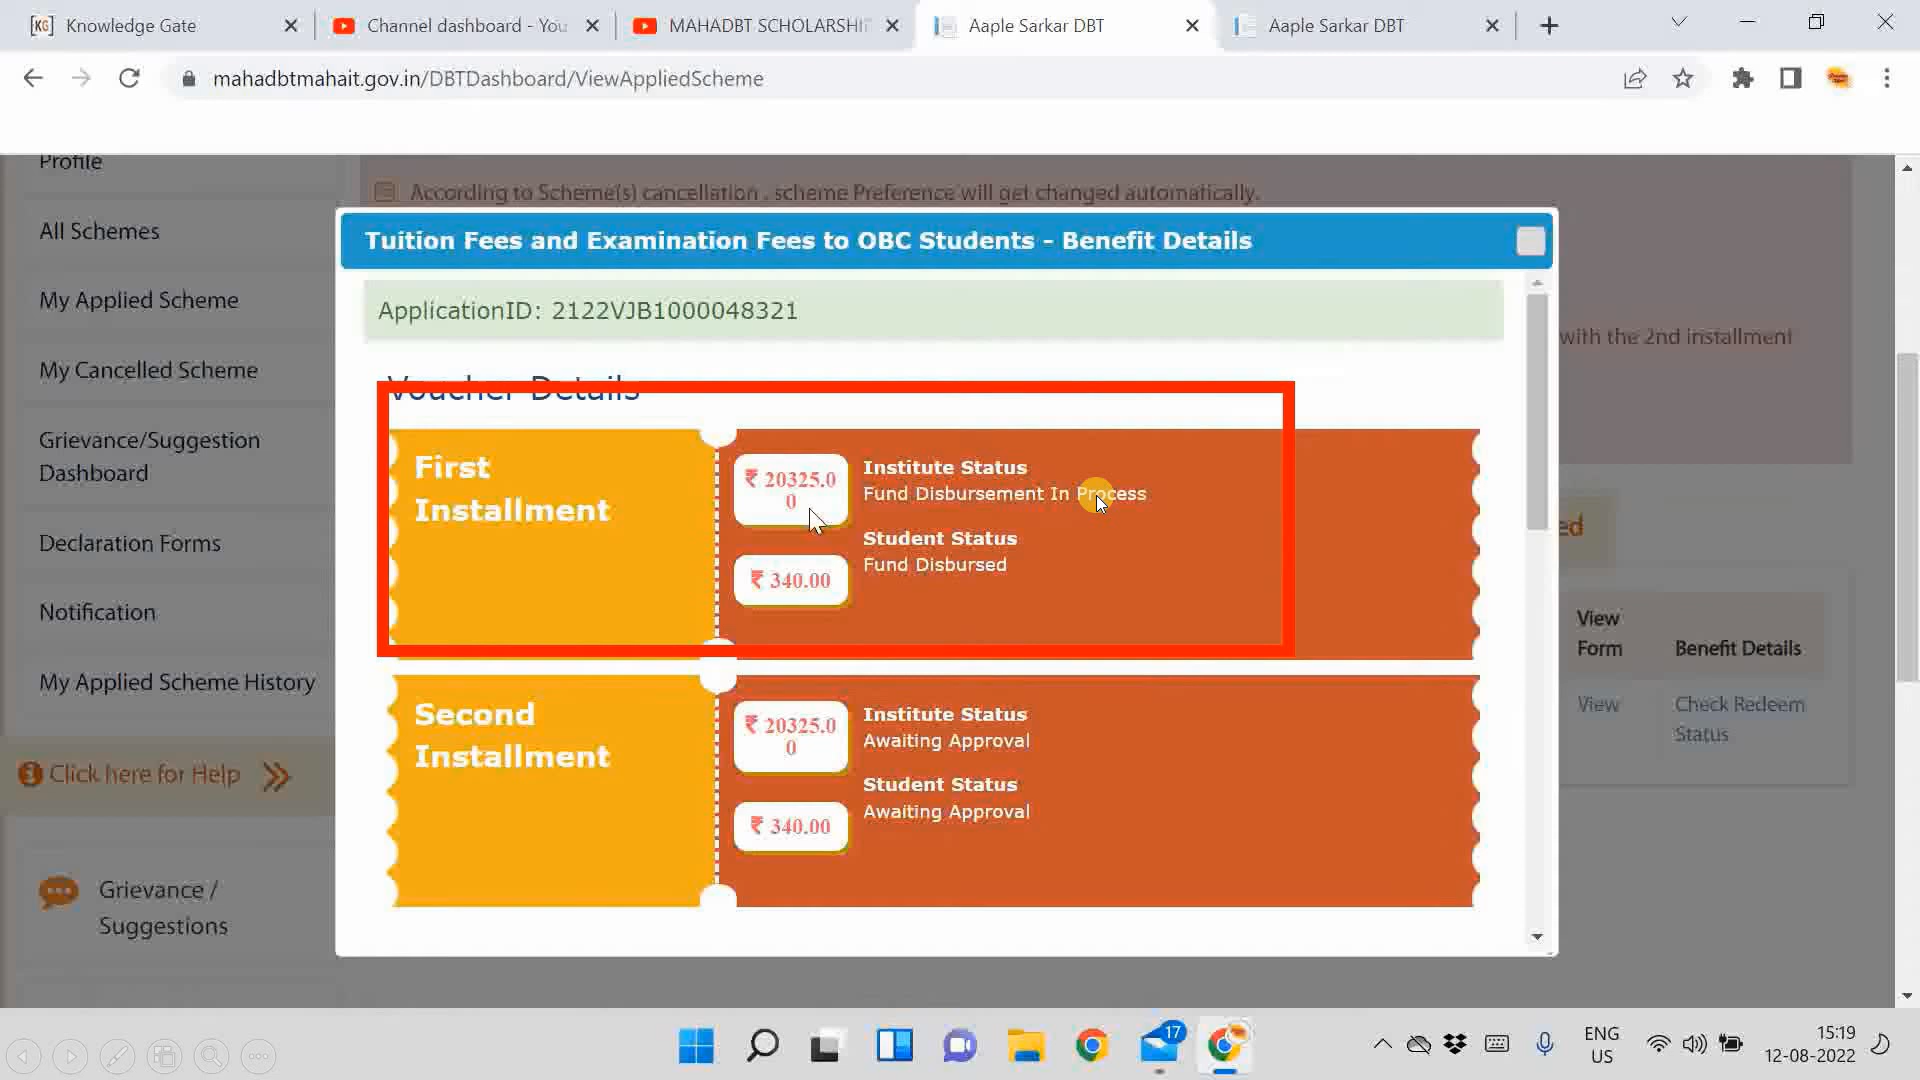 Knowledge Gate
Channel dashboard - You
MAHADBT SCHOLARSHI
Aaple Sarkar DBT
Aaple Sarkar DBT
mahadbtmahait.gov.in/DBTDashboard/ViewAppliedScheme
Profile
All Schemes
My Applied Scheme
My Cancelled Scheme
Grievance/Suggestion
Dashboard
Declaration Forms
Notification
My Applied Scheme History
Click here for Help
Grievance /
Suggestions
According to Scheme(s) cancellation , scheme Preference will get changed automatically.
Tuition Fees and Examination Fees to OBC Students - Benefit Details
ApplicationID: 2122VJB1000048321
Voucher Details
First
Installment
₹ 20325.0
0
Institute Status
Fund Disbursement In Process
Student Status
Fund Disbursed
₹ 340.00
Second
Installment
₹ 20325.0
0
Institute Status
Awaiting Approval
Student Status
Awaiting Approval
₹ 340.00
with the 2nd installment
ed
View
Form
Benefit Details
View
Check Redeem
Status
17
ENG
US
15:19
12-08-2022